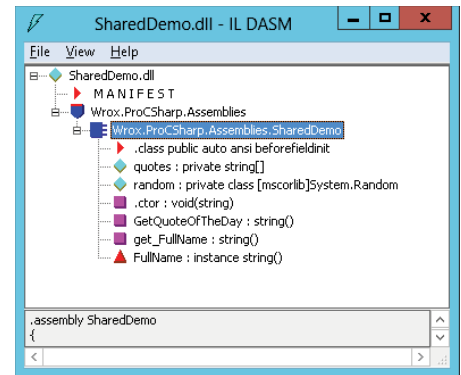 SharedDemo.dll - IL DASM
File View Help
SharedDemo.dll
MANIFEST
Wrox.ProCSharp.Assemblies
Wrox.ProCSharp.Assemblies.SharedDemo
.class public auto ansi beforefieldinit
quotes : private string[]
random : private class [mscorlib]System.Random
.ctor : void(string)
GetQuoteOfTheDay : string()
get_FullName : string()
FullName : instance string()
.assembly SharedDemo
{